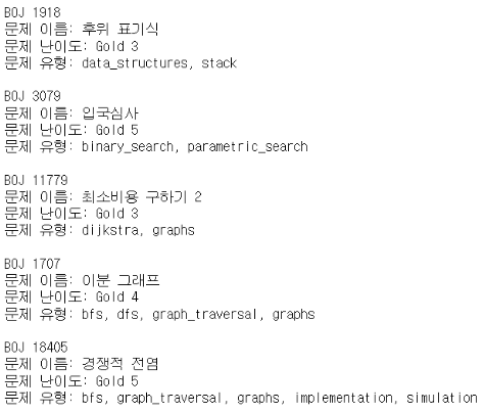 BOJ 1918
문제 이름: 후위 표기식
문제 난이도: Gold 3
문제 유형: data_structures, stack
BOJ 3079
문제 이름: 입국심사
문제 난이도: Gold 5
문제 유형: binary_search, parametric_search
BOJ 11779
문제 이름: 최소비용 구하기 2
문제 난이도: Gold 3
문제 유형: dijkstra, graphs
BOJ 1707
문제 이름: 이분 그래프
문제 난이도: Gold 4
문제 유형: bfs, dfs, graph_traversal, graphs
BOJ 18405
문제 이름: 경쟁적 전염
문제 난이도: Gold 5
문제 유형: bfs, graph_traversal, graphs, implementation, simulation